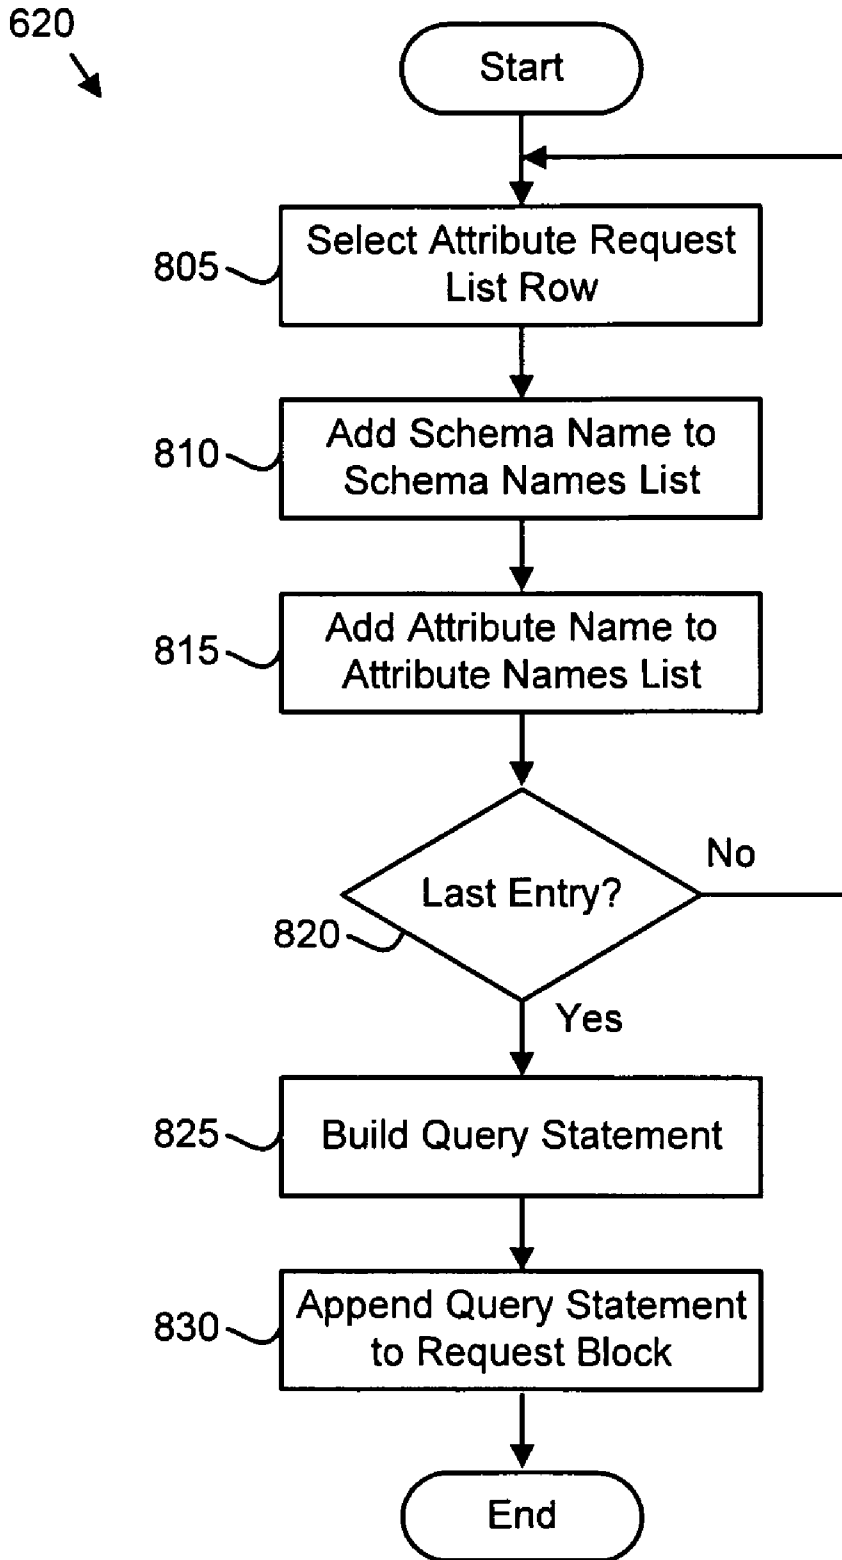 620
Start
Select Attribute Request
List Row
805
Add Schema Name to
Schema Names List
810
Add Attribute Name to
Attribute Names List
815
No
Last Entry?
820
Yes
Build Query Statement
825
Append Query Statement
to Request Block
830
End